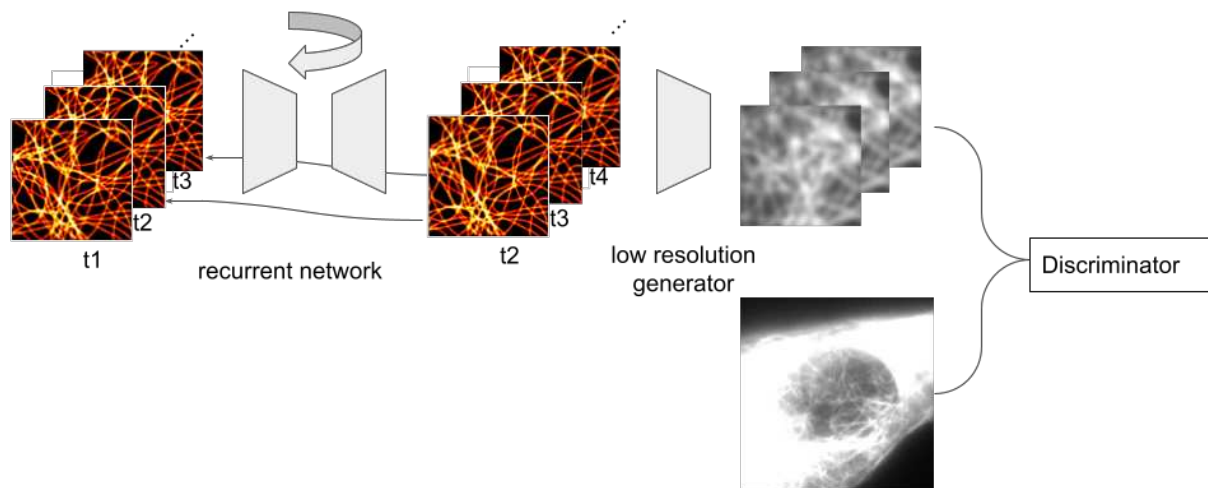 t3
t2
t1
recurrent network
t4
t3
t2
low resolution
generator
Discriminator